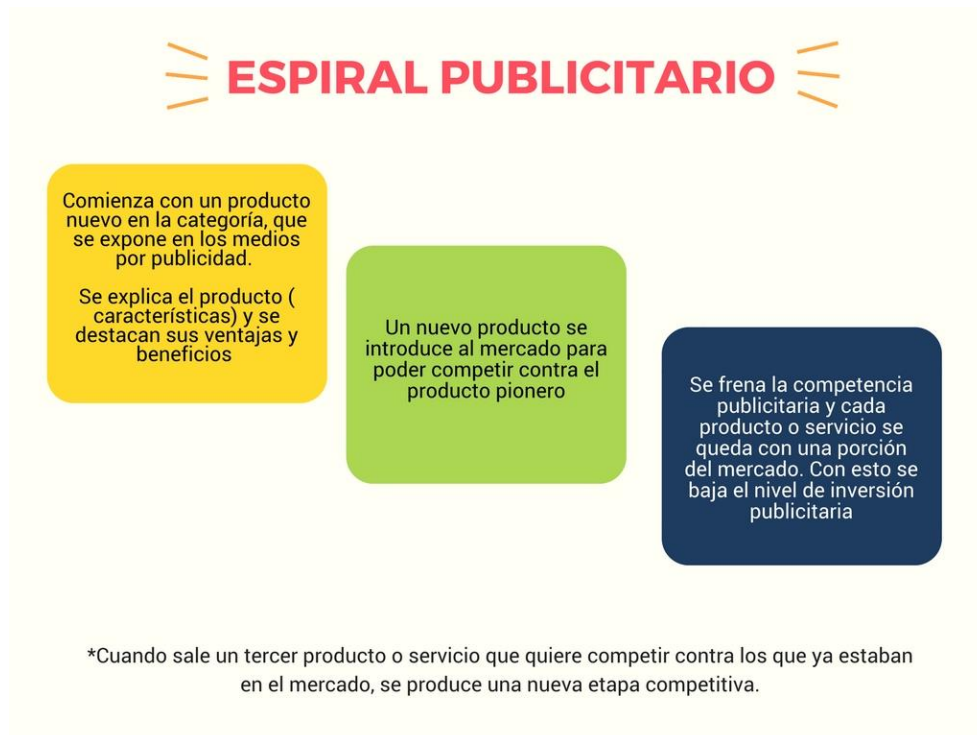 ESPIRAL PUBLICITARIO
Comienza con un producto
nuevo en la categoría, que
se expone en los medios
por publicidad.
Se explica el producto (
características) y se
destacan sus ventajas y
beneficios
Un nuevo producto se
introduce al mercado para
poder competir contra el
producto pionero
Se frena la competencia
publicitaria y cada
producto o servicio se
queda con una porción
del mercado. Con esto se
baja el nivel de inversión
publicitaria
*Cuando sale un tercer producto o servicio que quiere competir contra los que ya estaban
en el mercado, se produce una nueva etapa competitiva.